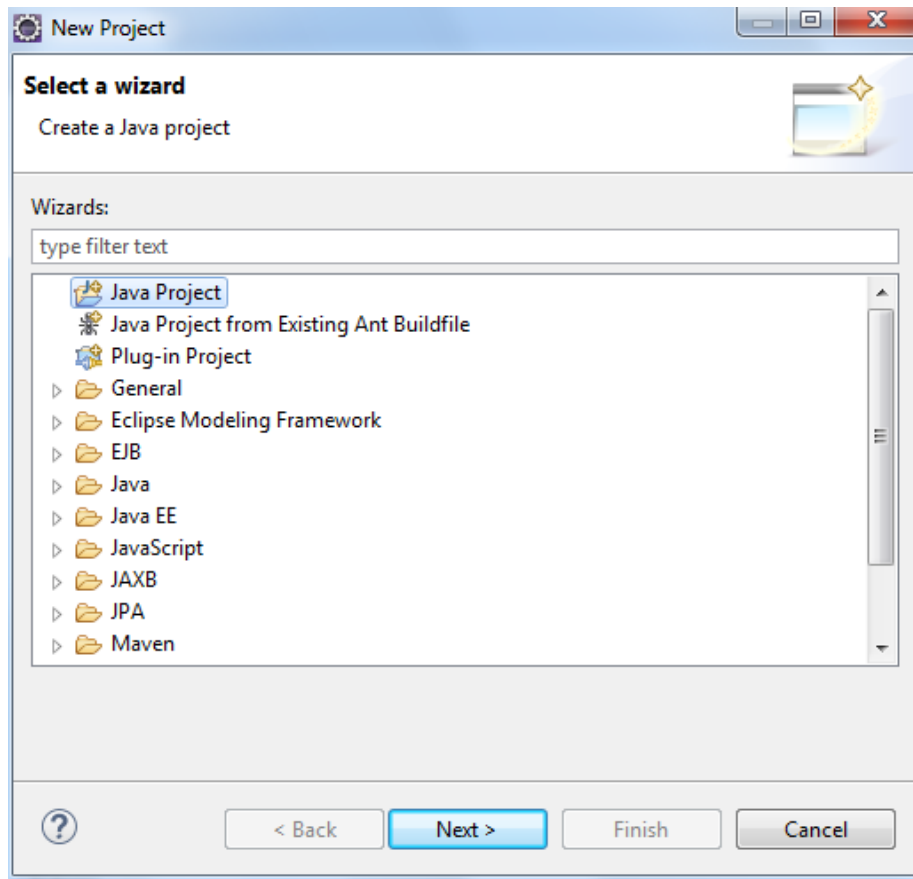 New Project
Select a wizard
Create a Java project
Wizards:
type filter text
Java Project
Java Project from Existing Ant Buildfile
Plug-in Project
General
Eclipse Modeling Framework
EJB
Java
Java EE
JavaScript
JAXB
JPA
Maven
? < Back Next > Finish Cancel